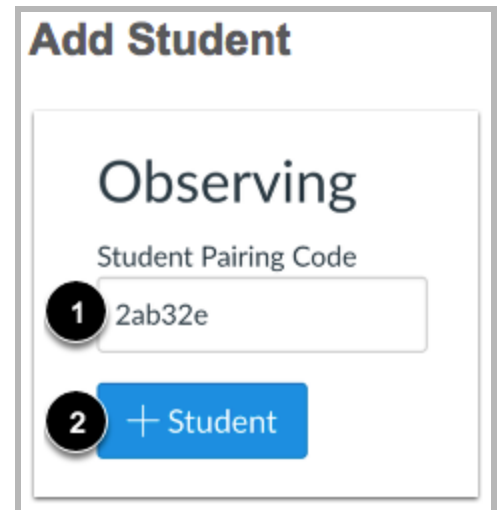 Add Student
Observing
Student Pairing Code
1 2ab32e
2 + Student